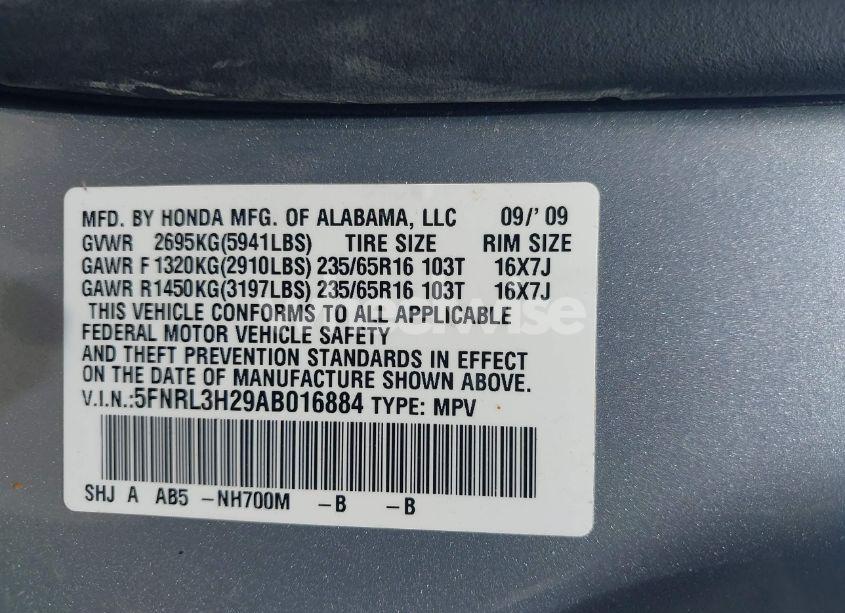 MFD. BY HONDA MFG. OF ALABAMA, LLC 09/'09
GVWR 2695KG(5941LBS) TIRE SIZE RIM SIZE
GAWR F1320KG(2910LBS) 235/65R16 103T 16X7J
GAWR R1450KG(3197LBS) 235/65R16 103T 16X7J
THIS VEHICLE CONFORMS TO ALL APPLICABLE
FEDERAL MOTOR VEHICLE SAFETY
AND THEFT PREVENTION STANDARDS IN EFFECT
ON THE DATE OF MANUFACTURE SHOWN ABOVE.
V.I.N.:5FNRL3H29AB016884 TYPE: MPV
SHJ A AB5 -NH700M -B -B